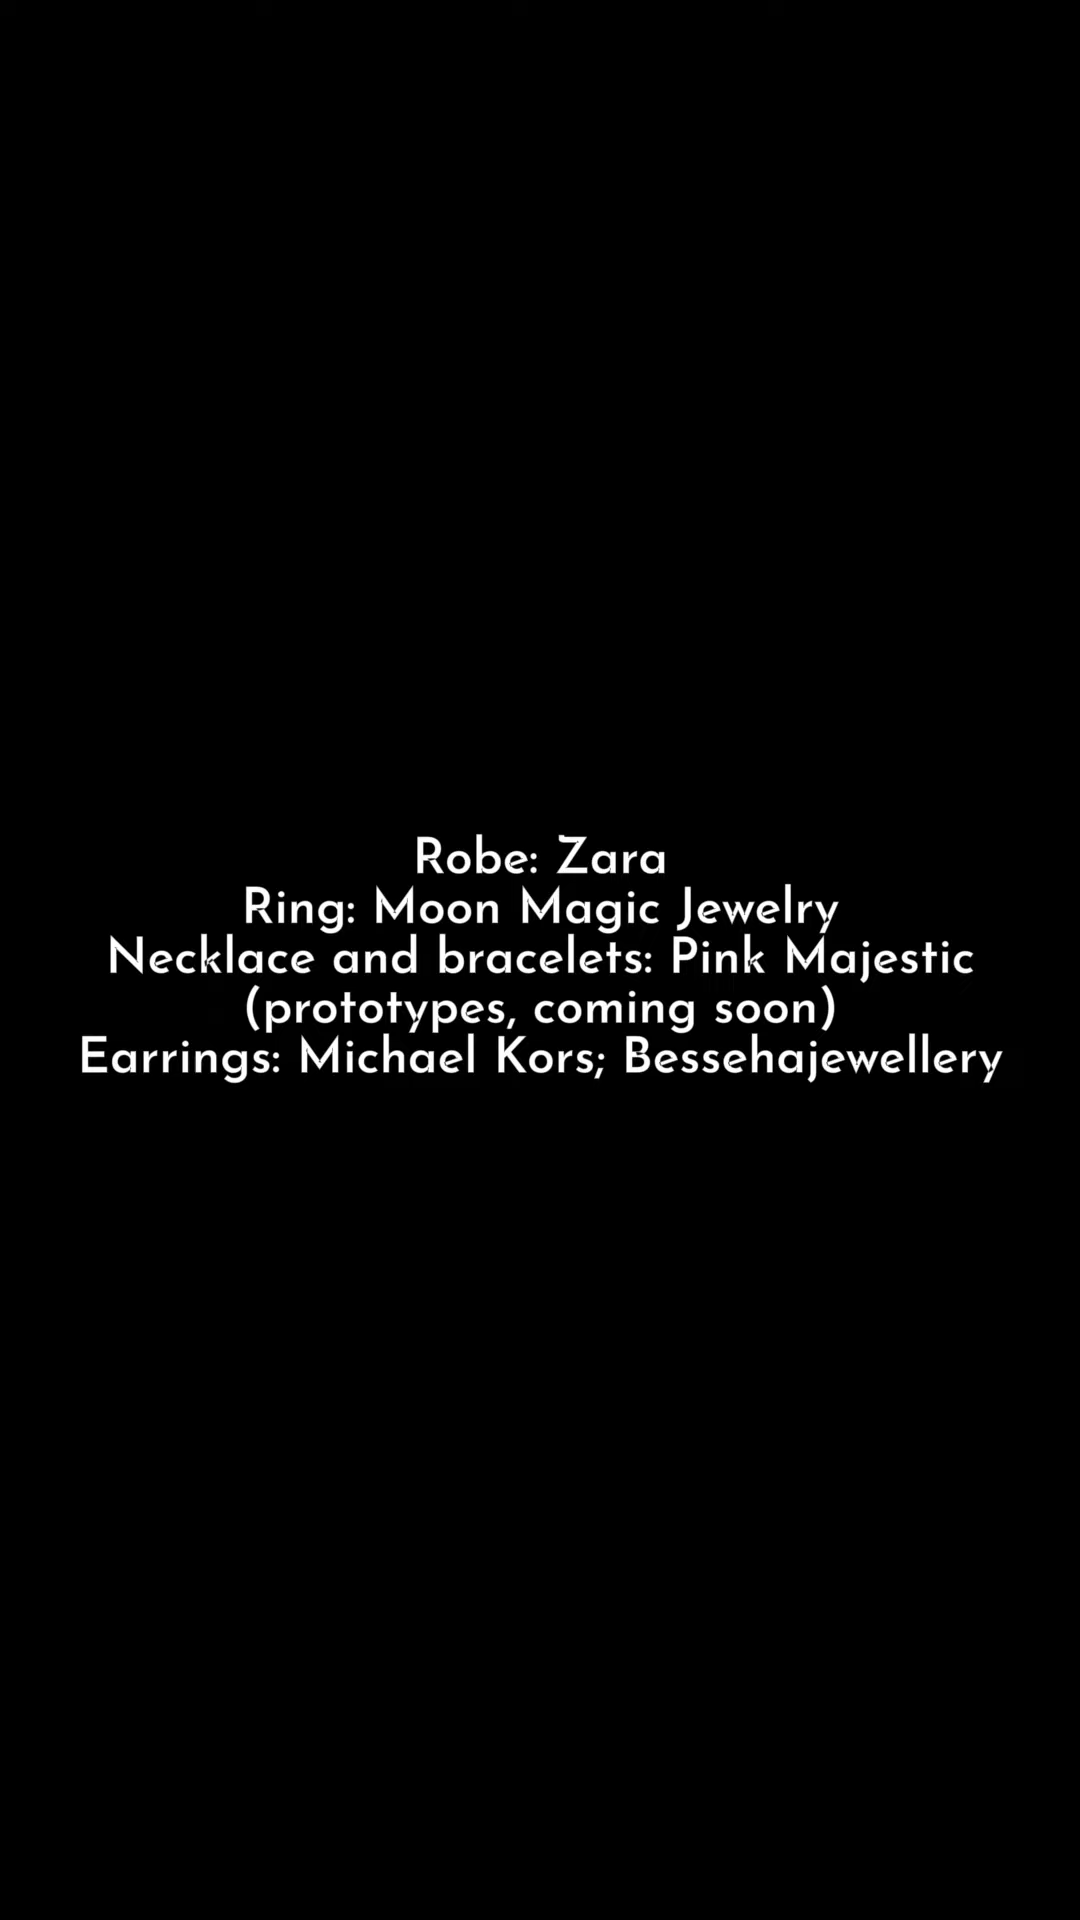 Robe: Zara
Ring: Moon Magic Jewelry
Necklace and bracelets: Pink Majestic
(prototypes, coming soon)
Earrings: Michael Kors; Bessehajewellery